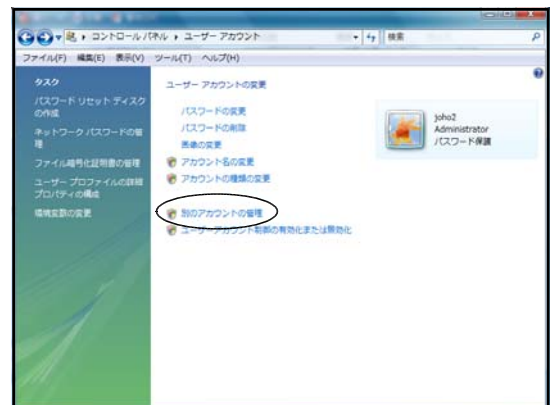 コントロール パネル ▸ ユーザー アカウント
検索
ファイル(F) 編集(E) 表示(V) ツール(T) ヘルプ(H)
タスク
パスワード リセット ディスク
の作成
ネットワーク パスワードの管
理
ファイル暗号化証明書の管理
ユーザー プロファイルの詳細
プロパティの構成
環境変数の変更
ユーザー アカウントの変更
パスワードの変更
パスワードの削除
画像の変更
アカウント名の変更
アカウントの種類の変更
別のアカウントの管理
ユーザー アカウント制御の有効化または無効化
joho2
Administrator
パスワード保護